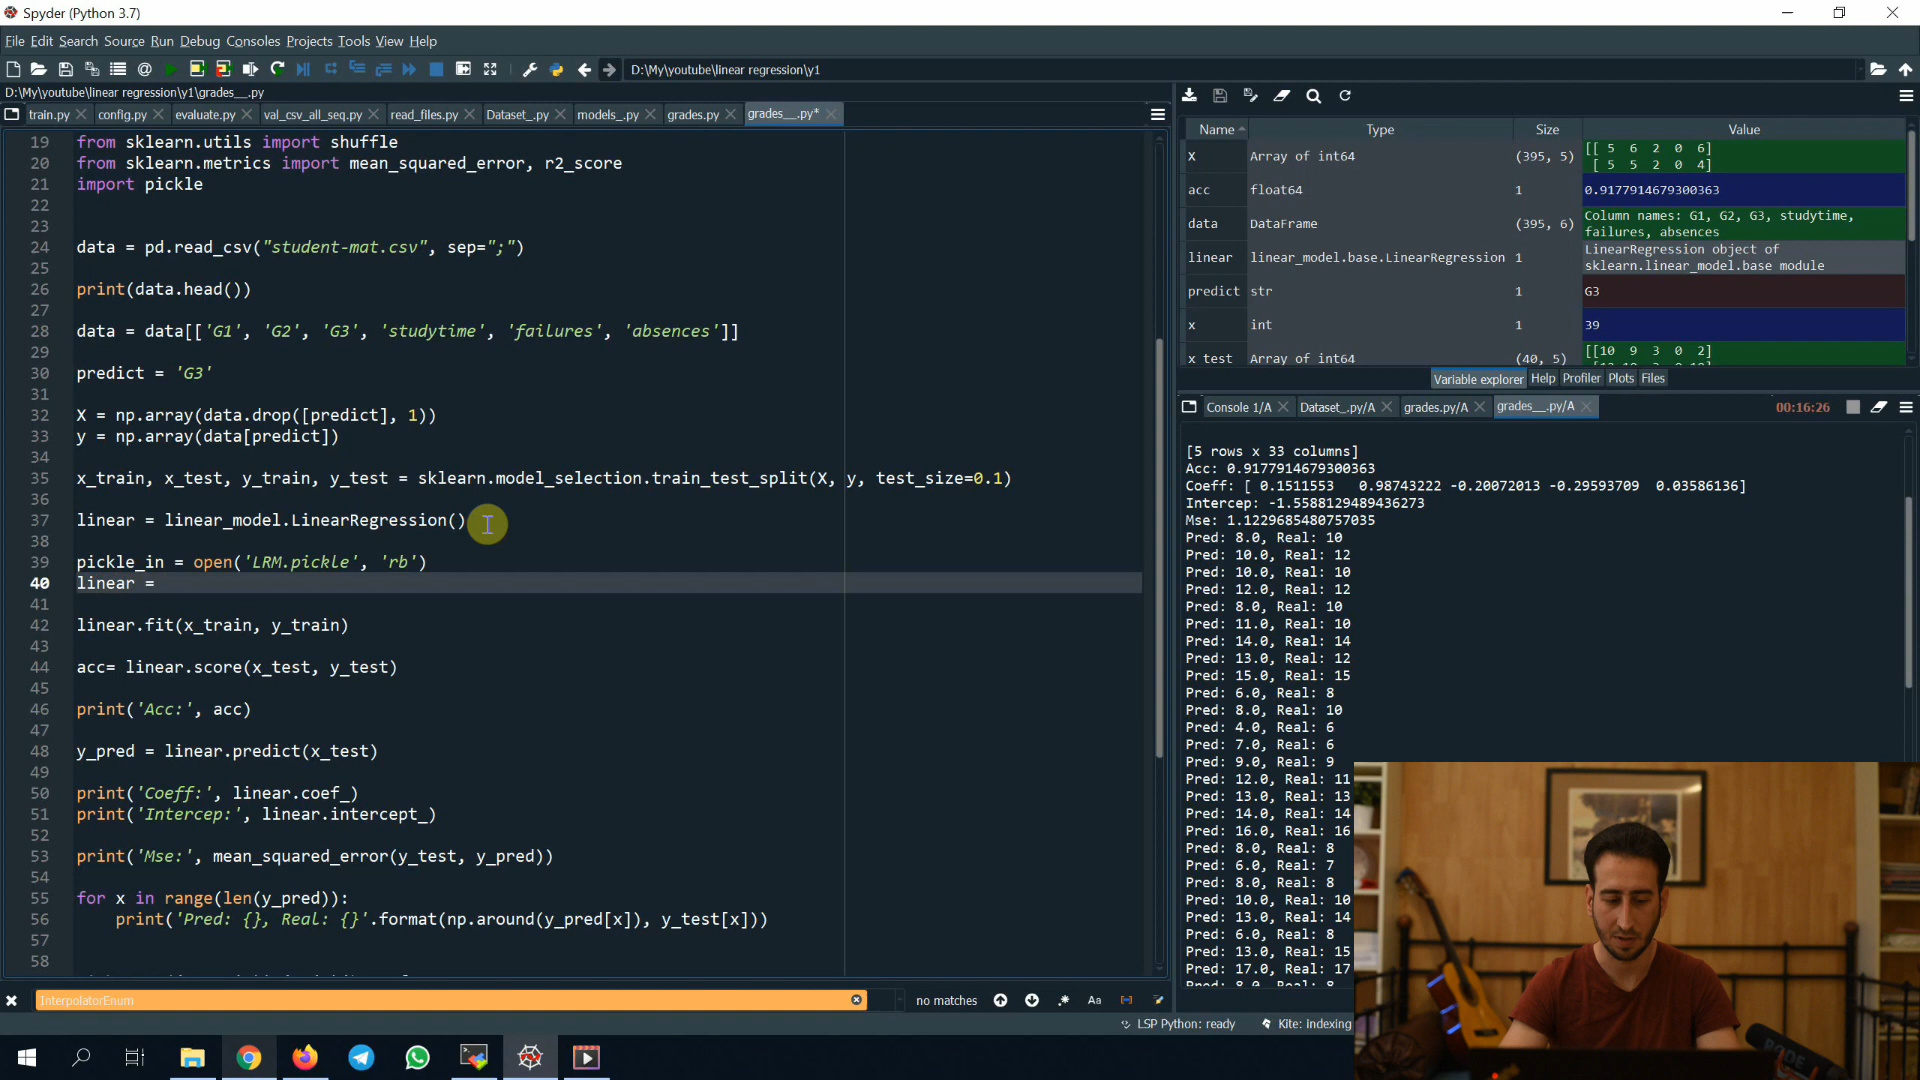 Spyder (Python 3.7)
File Edit Search Source Run Debug Consoles Projects Tools View Help
D:\My\youtube\linear regression\y1
D:\My\youtube\linear regression\y1\grades__.py
train.py config.py evaluate.py val_csv_all_seq.py read_files.py Dataset_.py models_.py grades.py grades__.py*
19 from sklearn.utils import shuffle
20 from sklearn.metrics import mean_squared_error, r2_score
21 import pickle
22
23
24 data = pd.read_csv("student-mat.csv", sep=";")
25
26 print(data.head())
27
28 data = data[['G1', 'G2', 'G3', 'studytime', 'failures', 'absences']]
29
30 predict = 'G3'
31
32 X = np.array(data.drop([predict], 1))
33 y = np.array(data[predict])
34
35 x_train, x_test, y_train, y_test = sklearn.model_selection.train_test_split(X, y, test_size=0.1)
36
37 linear = linear_model.LinearRegression()
38
39 pickle_in = open('LRM.pickle', 'rb')
40 linear =
41
42 linear.fit(x_train, y_train)
43
44 acc= linear.score(x_test, y_test)
45
46 print('Acc:', acc)
47
48 y_pred = linear.predict(x_test)
49
50 print('Coeff:', linear.coef_)
51 print('Intercep:', linear.intercept_)
52
53 print('Mse:', mean_squared_error(y_test, y_pred))
54
55 for x in range(len(y_pred)):
56 print('Pred: {}, Real: {}'.format(np.around(y_pred[x]), y_test[x]))
57
58
InterpolatorEnum
no matches
Aa
Name Type Size Value
X Array of int64 (395, 5) [[ 5 6 2 0 6]
[ 5 5 2 0 4]
acc float64 1 0.9177914679300363
data DataFrame (395, 6) Column names: G1, G2, G3, studytime,
failures, absences
linear linear_model.base.LinearRegression 1 LinearRegression object of
sklearn.linear_model.base module
predict str 1 G3
x int 1 39
x_test Array of int64 (40, 5) [[10 9 3 0 2]
Variable explorer Help Profiler Plots Files
Console 1/A Dataset_.py/A grades.py/A grades__.py/A 00:16:26
[5 rows x 33 columns]
Acc: 0.9177914679300363
Coeff: [ 0.1511553 0.98743222 -0.20072013 -0.29593709 0.03586136]
Intercep: -1.5588129489436273
Mse: 1.1229685480757035
Pred: 8.0, Real: 10
Pred: 10.0, Real: 12
Pred: 10.0, Real: 10
Pred: 12.0, Real: 12
Pred: 8.0, Real: 10
Pred: 11.0, Real: 10
Pred: 14.0, Real: 14
Pred: 13.0, Real: 12
Pred: 15.0, Real: 15
Pred: 6.0, Real: 8
Pred: 8.0, Real: 10
Pred: 4.0, Real: 6
Pred: 7.0, Real: 6
Pred: 9.0, Real: 9
Pred: 12.0, Real: 11
Pred: 13.0, Real: 13
Pred: 14.0, Real: 14
Pred: 16.0, Real: 16
Pred: 8.0, Real: 8
Pred: 6.0, Real: 7
Pred: 8.0, Real: 8
Pred: 10.0, Real: 10
Pred: 13.0, Real: 14
Pred: 6.0, Real: 8
Pred: 13.0, Real: 15
Pred: 17.0, Real: 17
Pred: 8.0, Real: 8
LSP Python: ready Kite: indexing
RODE